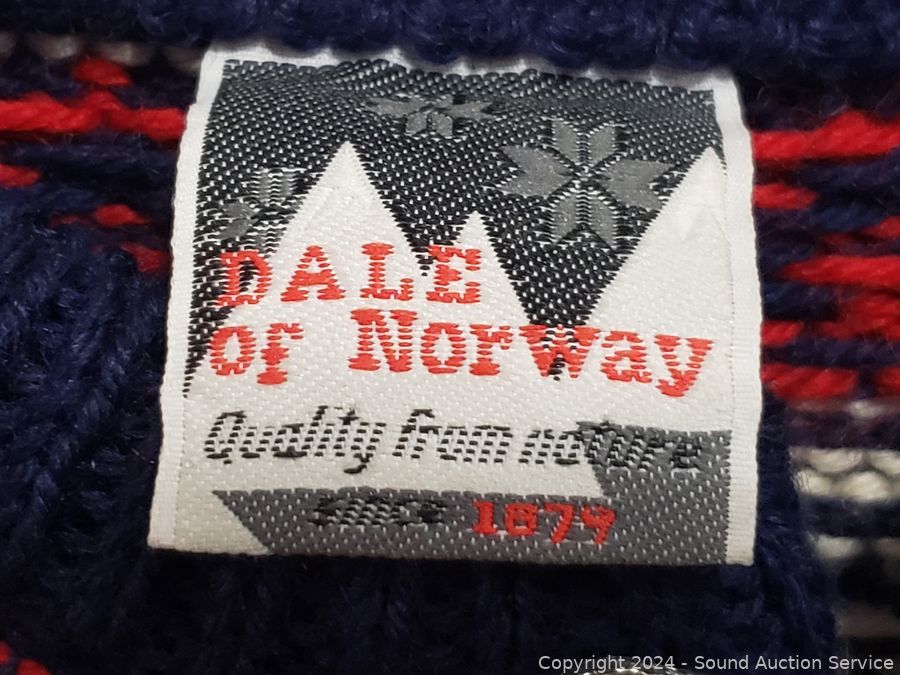 DALE
of Norway
Quality from nature
since 1879
Copyright © 2024 - Sound Auction Service